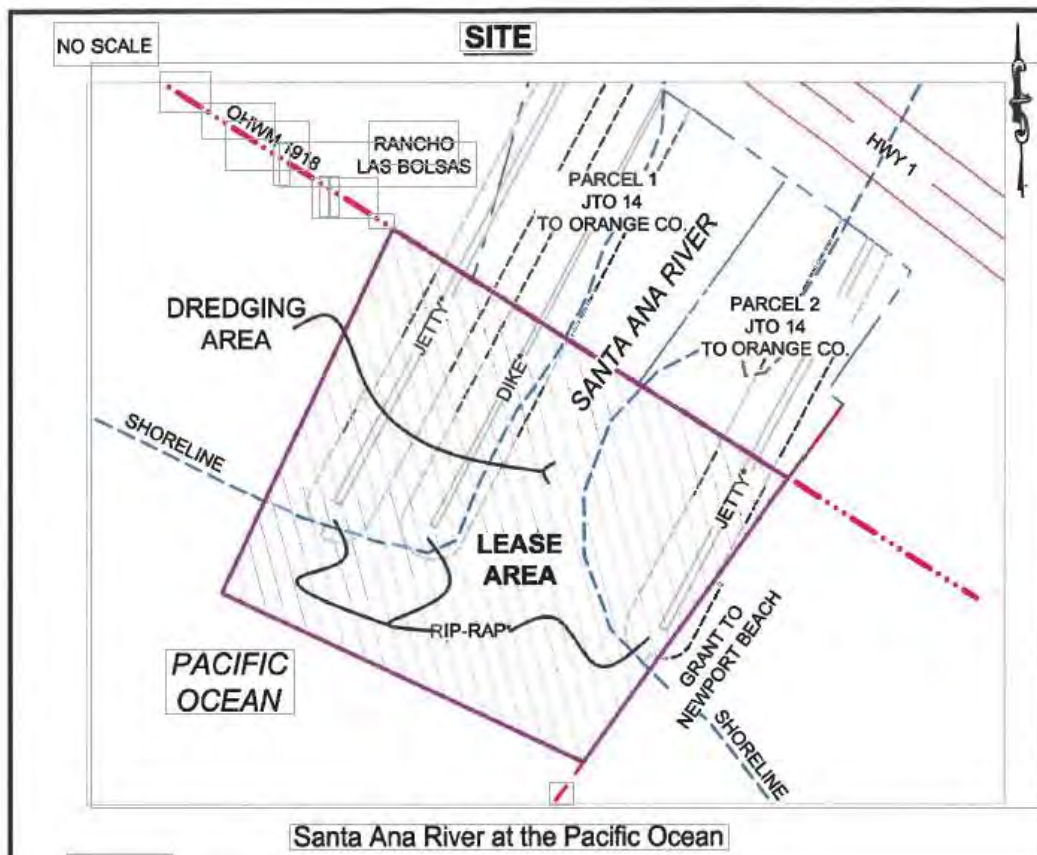 NO SCALE
SITE
OHWM 1918
RANCHO
LAS BOLSAS
HWY 1
PARCEL 1
JTO 14
TO ORANGE CO.
SANTA ANA RIVER
PARCEL 2
JTO 14
TO ORANGE CO.
DREDGING
AREA
JETTY*
DIKE*
JETTY*
SHORELINE
LEASE
AREA
RIP-RAP*
PACIFIC
OCEAN
GRANT TO
NEWPORT BEACH
SHORELINE
Santa Ana River at the Pacific Ocean